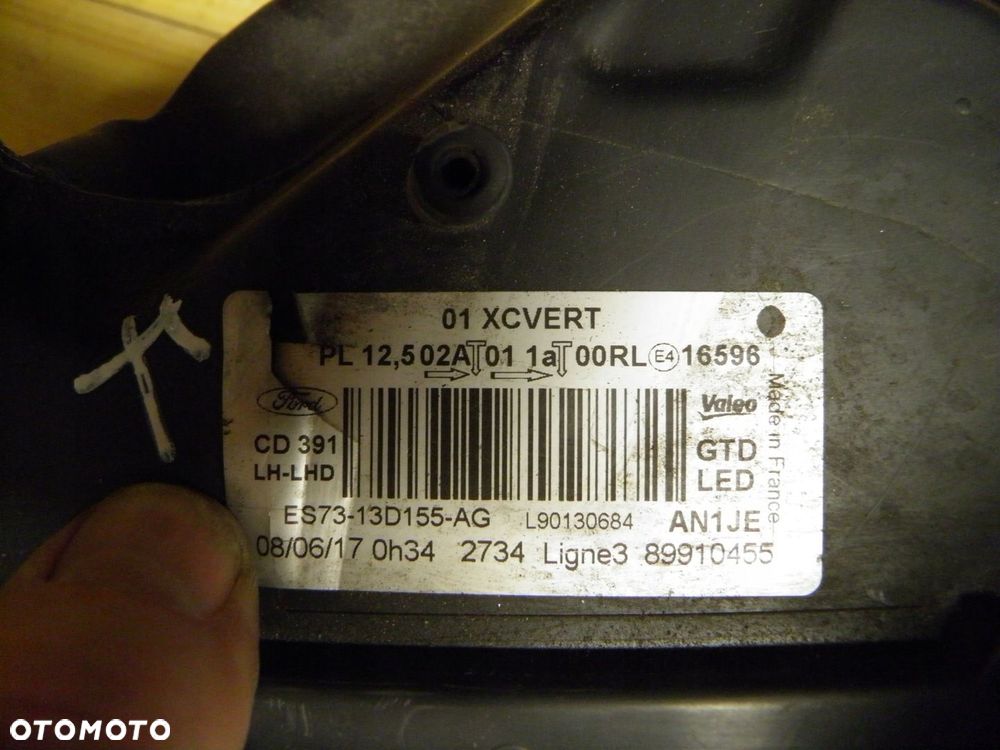 01 XCVERT
PL 12,5 02A 01 1a 00RL E4 16596
Ford
Valeo
Made in France
CD 391
GTD
LH-LHD
LED
ES73-13D155-AG L90130684 AN1JE
08/06/17 0h34 2734 Ligne3 89910455
OTOMOTO